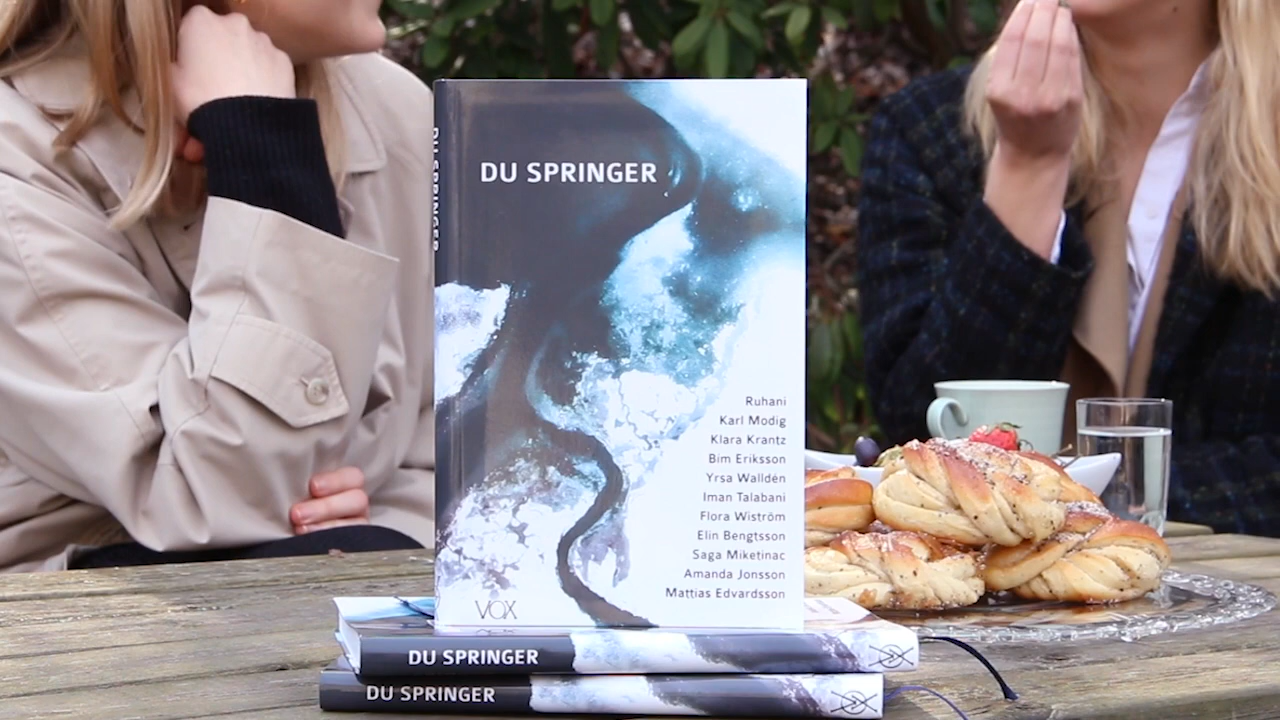 DU SPRINGER
DU SPRINGER
Ruhani
Karl Modig
Klara Krantz
Bim Eriksson
Yrsa Walldén
Iman Talabani
Flora Wiström
Elin Bengtsson
Saga Miketinac
Amanda Jonsson
Mattias Edvardsson
VOX
DU SPRINGER
DU SPRINGER